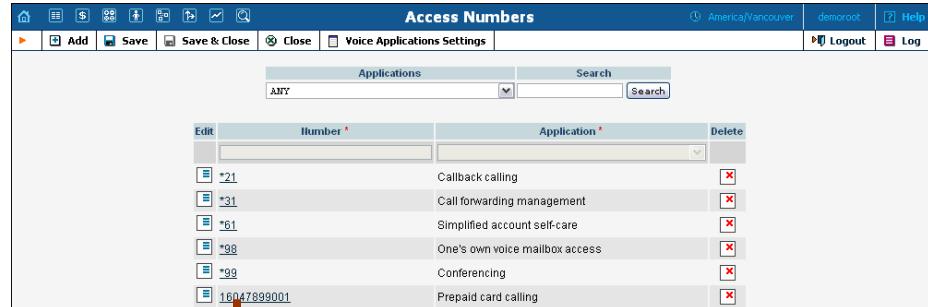 Access Numbers America/Vancouver demoroot ? Help
Add Save Save & Close Close Voice Applications Settings Logout Log
Applications Search
ANY Search
Edit Number * Application * Delete
*21 Callback calling
*31 Call forwarding management
*61 Simplified account self-care
*98 One's own voice mailbox access
*99 Conferencing
16047899001 Prepaid card calling